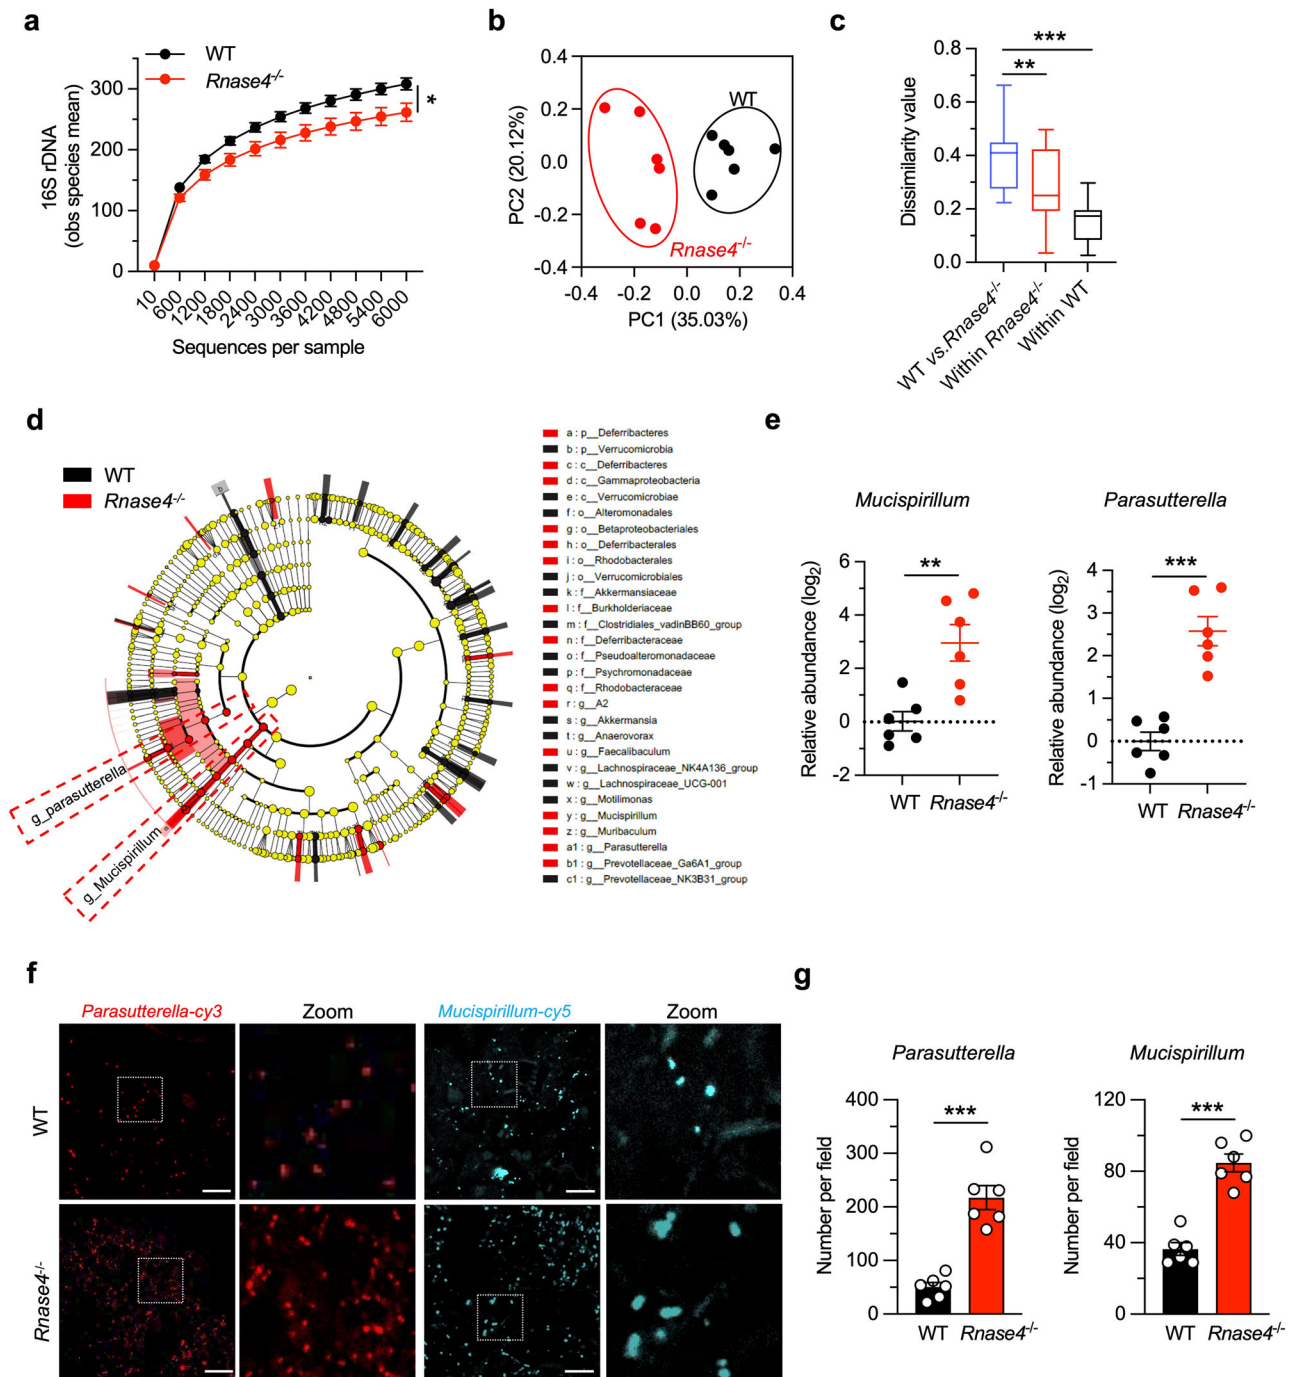 a
WT
Rnase4-/-
16S rDNA
(obs species mean)
300
200
100
0
*
10
600
1200
1800
2400
3000
3600
4200
4800
5400
6000
Sequences per sample
b
PC2 (20.12%)
0.4
0.2
0.0
-0.2
-0.4
WT
Rnase4-/-
-0.4
-0.2
0.0
0.2
0.4
PC1 (35.03%)
c
Dissimilarity value
0.8
0.6
0.4
0.2
0.0
***
**
WT vs.Rnase4-/-
Within Rnase4-/-
Within WT
d
WT
Rnase4-/-
b
g_parasutterella
g_Mucispirillum
a : p__Deferribacteres
b : p__Verrucomicrobia
c : c__Deferribacteres
d : c__Gammaproteobacteria
e : c__Verrucomicrobiae
f : o__Alteromonadales
g : o__Betaproteobacteriales
h : o__Deferribacterales
i : o__Rhodobacterales
j : o__Verrucomicrobiales
k : f__Akkermansiaceae
l : f__Burkholderiaceae
m : f__Clostridiales_vadinBB60_group
n : f__Deferribacteraceae
o : f__Pseudoalteromonadaceae
p : f__Psychromonadaceae
q : f__Rhodobacteraceae
r : g__A2
s : g__Akkermansia
t : g__Anaerovorax
u : g__Faecalibaculum
v : g__Lachnospiraceae_NK4A136_group
w : g__Lachnospiraceae_UCG-001
x : g__Motilimonas
y : g__Mucispirillum
z : g__Muribaculum
a1 : g__Parasutterella
b1 : g__Prevotellaceae_Ga6A1_group
c1 : g__Prevotellaceae_NK3B31_group
e
Mucispirillum
Relative abundance (log2)
6
4
2
0
-2
**
WT Rnase4-/-
Parasutterella
Relative abundance (log2)
4
3
2
1
0
-1
***
WT Rnase4-/-
f
Parasutterella-cy3
Zoom
Mucispirillum-cy5
Zoom
WT
Rnase4-/-
g
Parasutterella
Number per field
400
300
200
100
0
***
WT Rnase4-/-
Mucispirillum
Number per field
120
80
40
0
***
WT Rnase4-/-